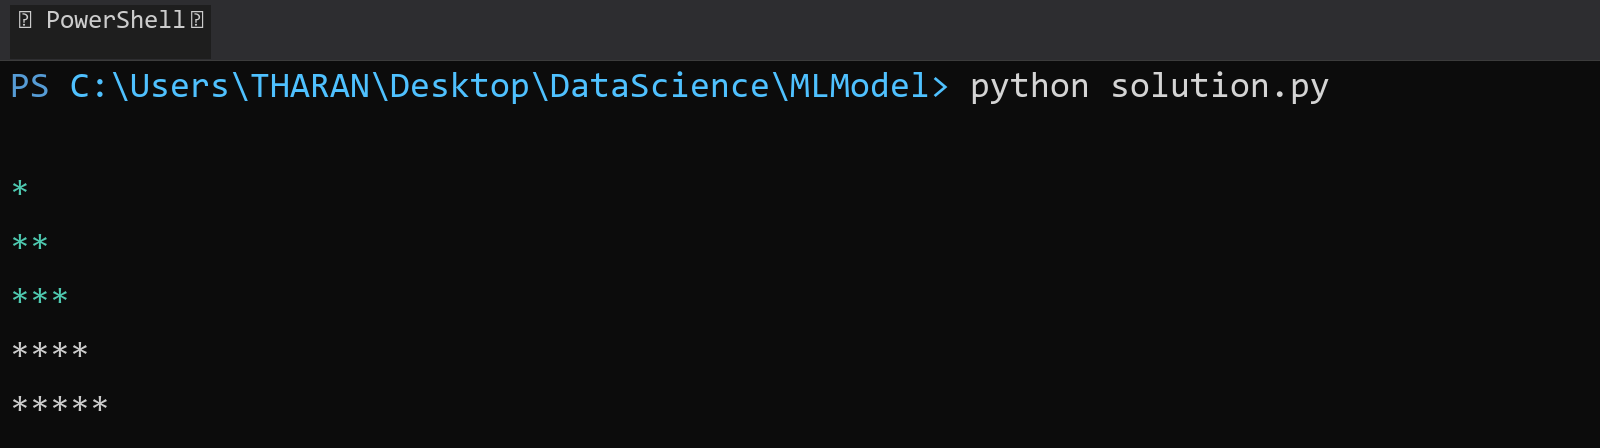 PowerShell
PS C:\Users\THARAN\Desktop\DataScience\MLModel> python solution.py
*
**
***
****
*****